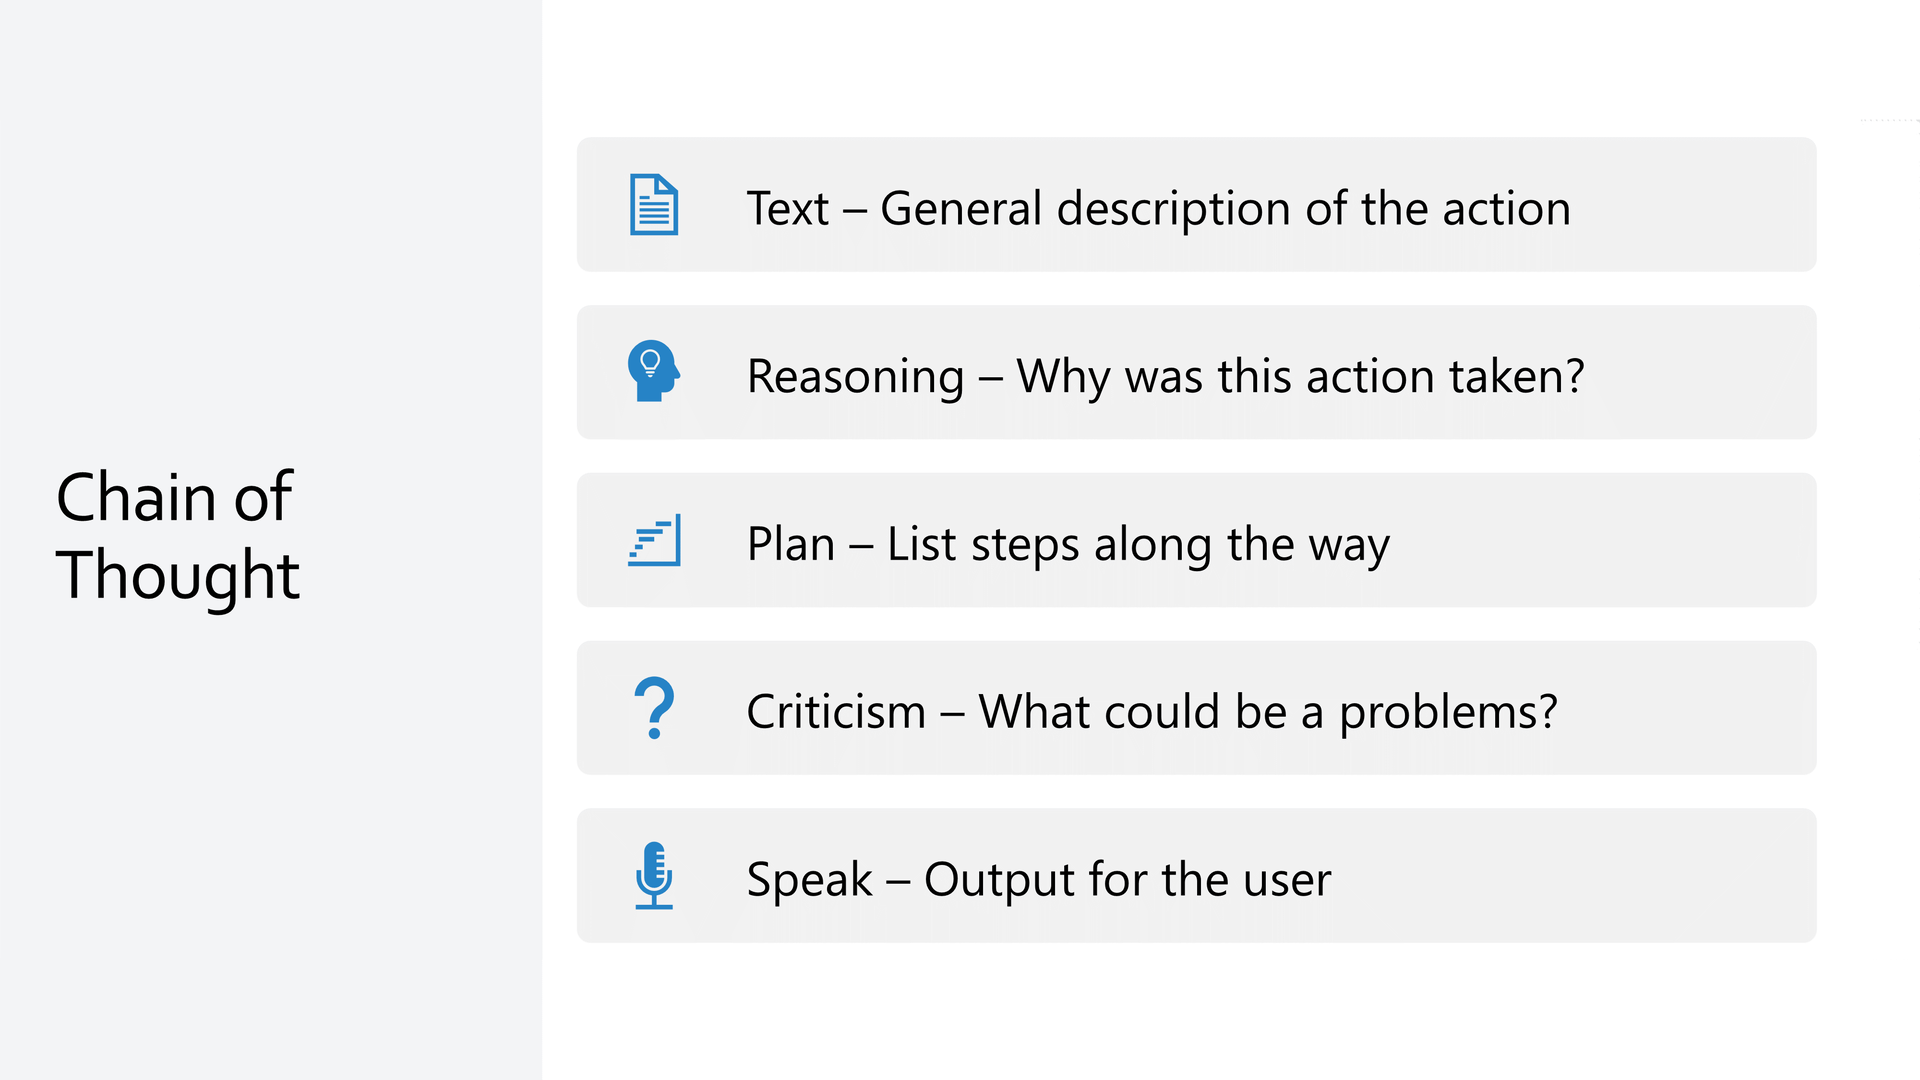 Chain of
Thought
Text – General description of the action
Reasoning – Why was this action taken?
Plan – List steps along the way
Criticism – What could be a problems?
Speak – Output for the user